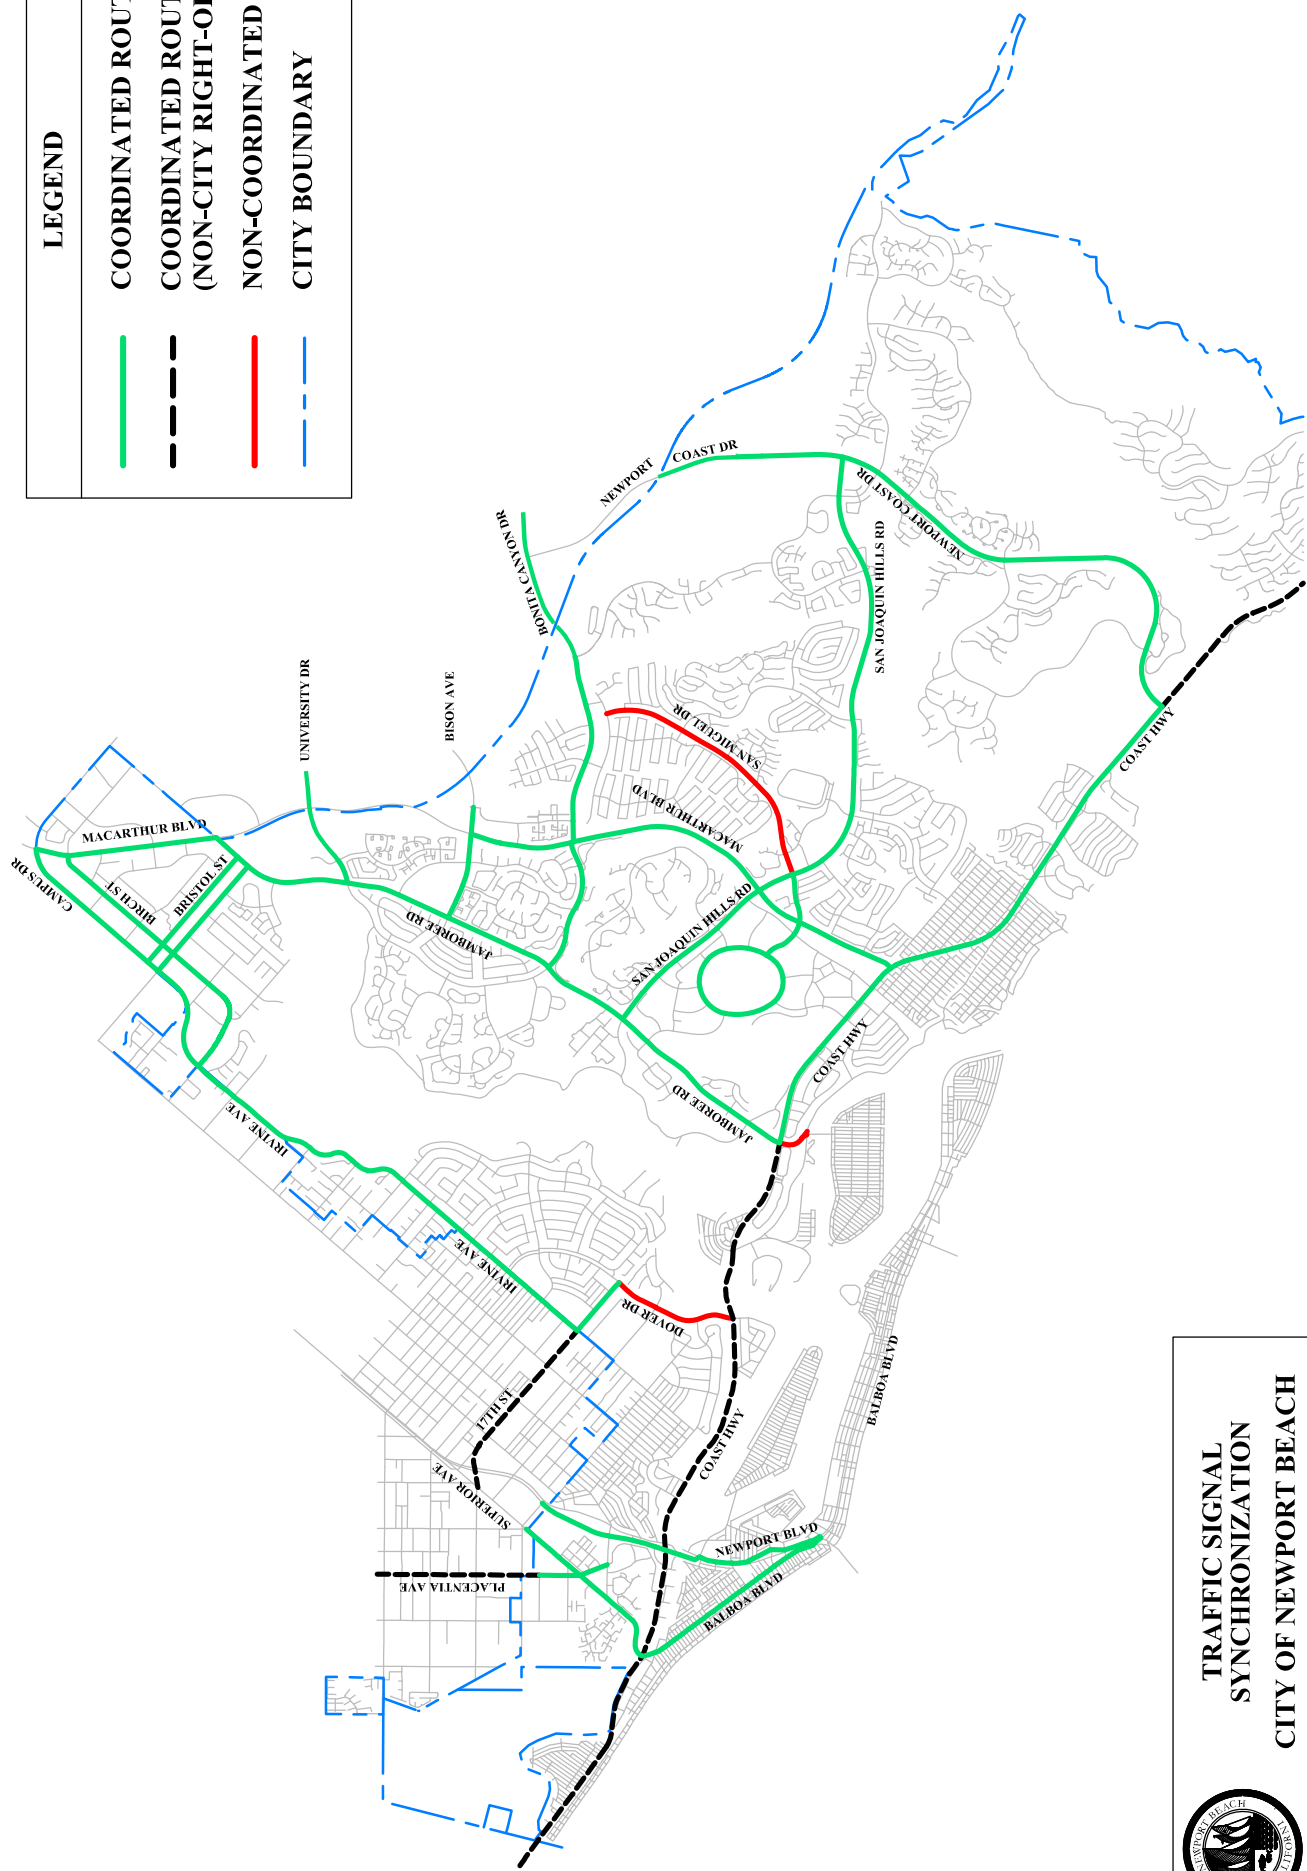 LEGEND
COORDINATED
COORDINATED
(NON-CITY
NON-COORDINATED
CITY BOUNDARY
NEWPORT
COAST DR
NEWPORT COAST DR
BONITA CANYON DR
SAN JOAQUIN HILLS RD
UNIVERSITY DR
BISON AVE
SAN MIGUEL DR
MACARTHUR BLVD
COAST HWY
MACARTHUR BLVD
CAMPUS DR
BIRCH ST
BRISTOL ST
JAMBOREE RD
SAN JOAQUIN HILLS RD
COAST HWY
JAMBOREE RD
IRVINE AVE
IRVINE AVE
DOVER DR
BALBOA BLVD
17TH ST
COAST HWY
SUPERIOR AVE
NEWPORT BLVD
PLACENTIA AVE
BALBOA BLVD
TRAFFIC SIGNAL
SYNCHRONIZATION
CITY OF NEWPORT BEACH
NEWPORT BEACH